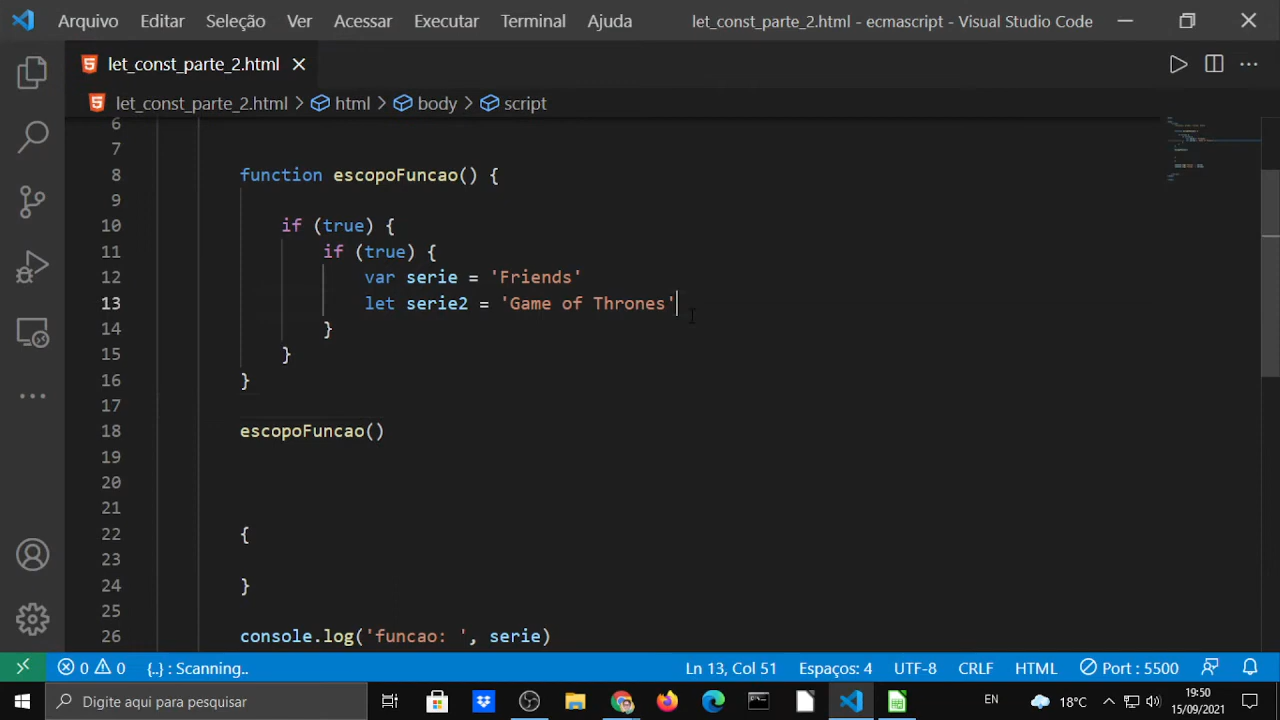 Arquivo Editar Seleção Ver Acessar Executar Terminal Ajuda let_const_parte_2.html - ecmascript - Visual Studio Code
let_const_parte_2.html
let_const_parte_2.html > html > body > script
6
7
8 function escopoFuncao() {
9
10 if (true) {
11 if (true) {
12 var serie = 'Friends'
13 let serie2 = 'Game of Thrones'
14 }
15 }
16 }
17
18 escopoFuncao()
19
20
21
22 {
23
24 }
25
26 console.log('funcao: ', serie)
0 0 {..} : Scanning.. Ln 13, Col 51 Espaços: 4 UTF-8 CRLF HTML Port : 5500
Digite aqui para pesquisar EN 18°C 19:50
15/09/2021